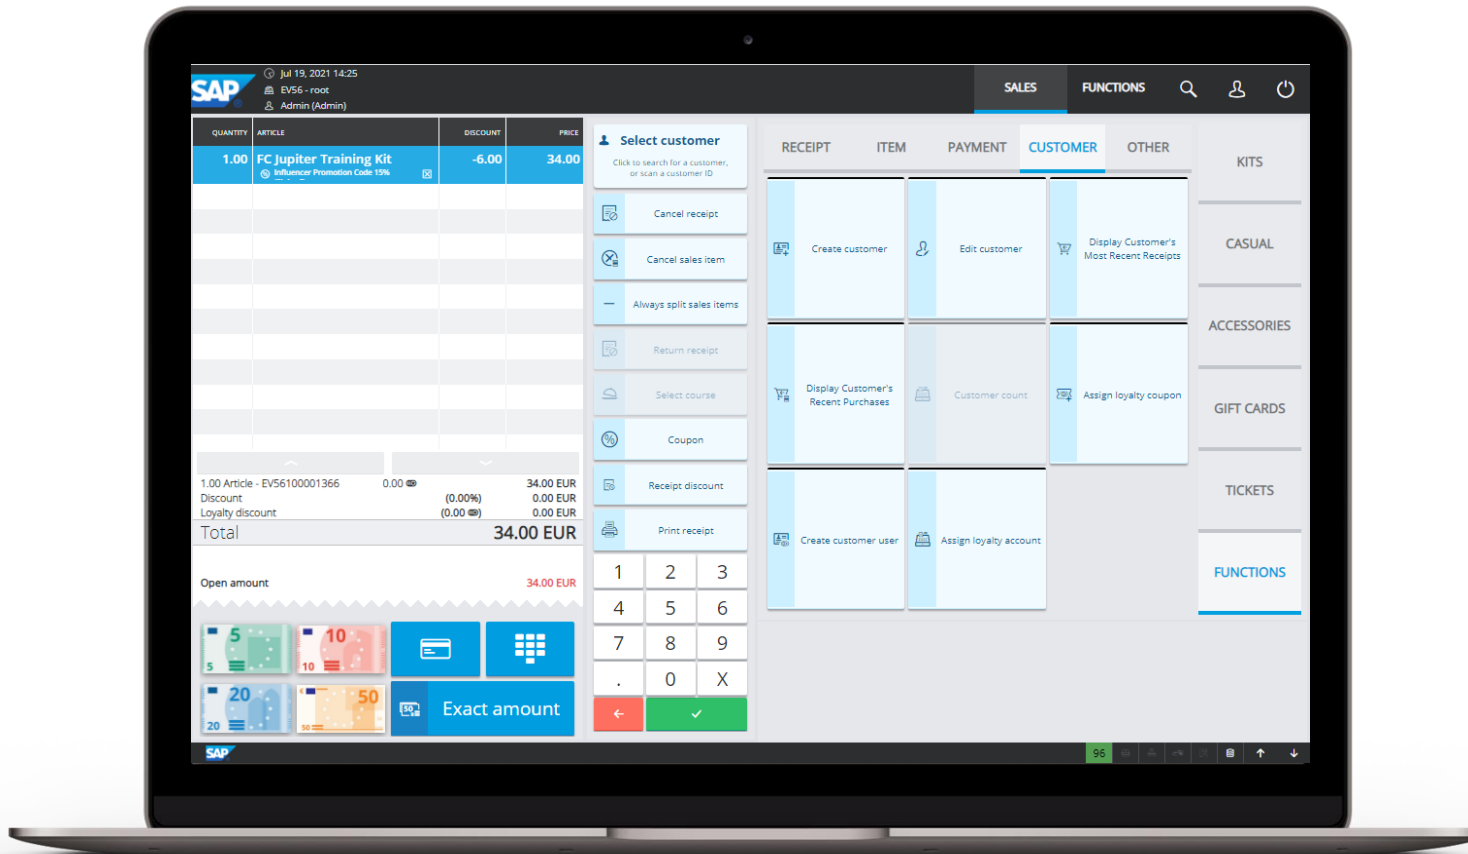 SAP
Jul 19, 2021 14:25
EV56 - root
Admin (Admin)
SALES
FUNCTIONS
QUANTITY ARTICLE DISCOUNT PRICE
1.00 FC Jupiter Training Kit -6.00 34.00
Influencer Promotion Code 15%
1.00 Article - EV56100001366 0.00 34.00 EUR
Discount (0.00%) 0.00 EUR
Loyalty discount (0.00 ) 0.00 EUR
Total 34.00 EUR
Open amount 34.00 EUR
5 5
10 10
20 20
50 50
Exact amount
Select customer
Click to search for a customer,
or scan a customer ID
Cancel receipt
Cancel sales item
Always split sales items
Return receipt
Select course
Coupon
Receipt discount
Print receipt
1 2 3
4 5 6
7 8 9
. 0 X
RECEIPT ITEM PAYMENT CUSTOMER OTHER
Create customer
Edit customer
Display Customer's
Most Recent Receipts
Display Customer's
Recent Purchases
Customer count
Assign loyalty coupon
Create customer user
Assign loyalty account
KITS
CASUAL
ACCESSORIES
GIFT CARDS
TICKETS
FUNCTIONS
SAP
96